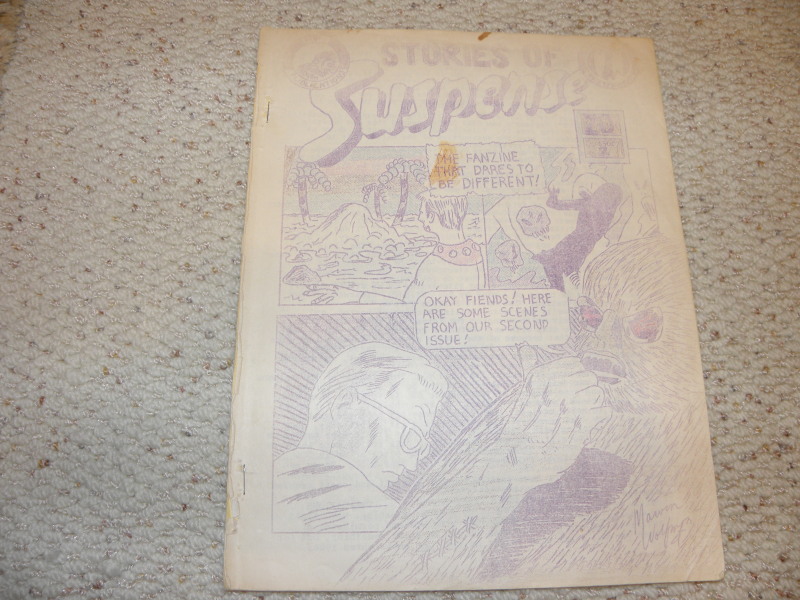 STORIES OF
SUSPENSE
THE FANZINE
THAT DARES TO
BE DIFFERENT!
OKAY FIENDS! HERE
ARE SOME SCENES
FROM OUR SECOND
ISSUE!